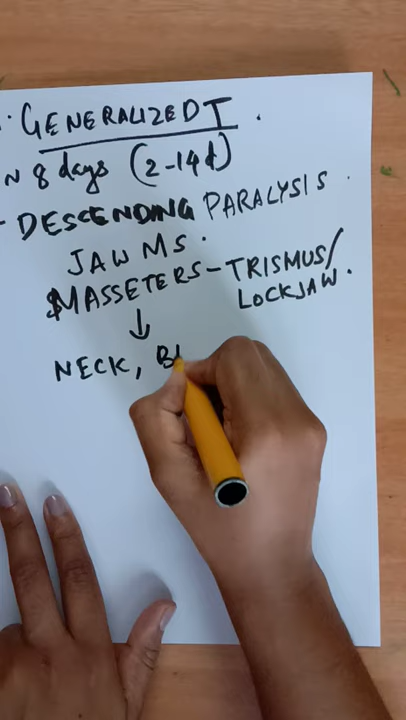 GENERALIZED T.
8 days (2-14d)
- DESCENDING PARALYSIS.
JAW MS.
MASSETERS - TRISMUS/
LOCKJAW.
↓
NECK,